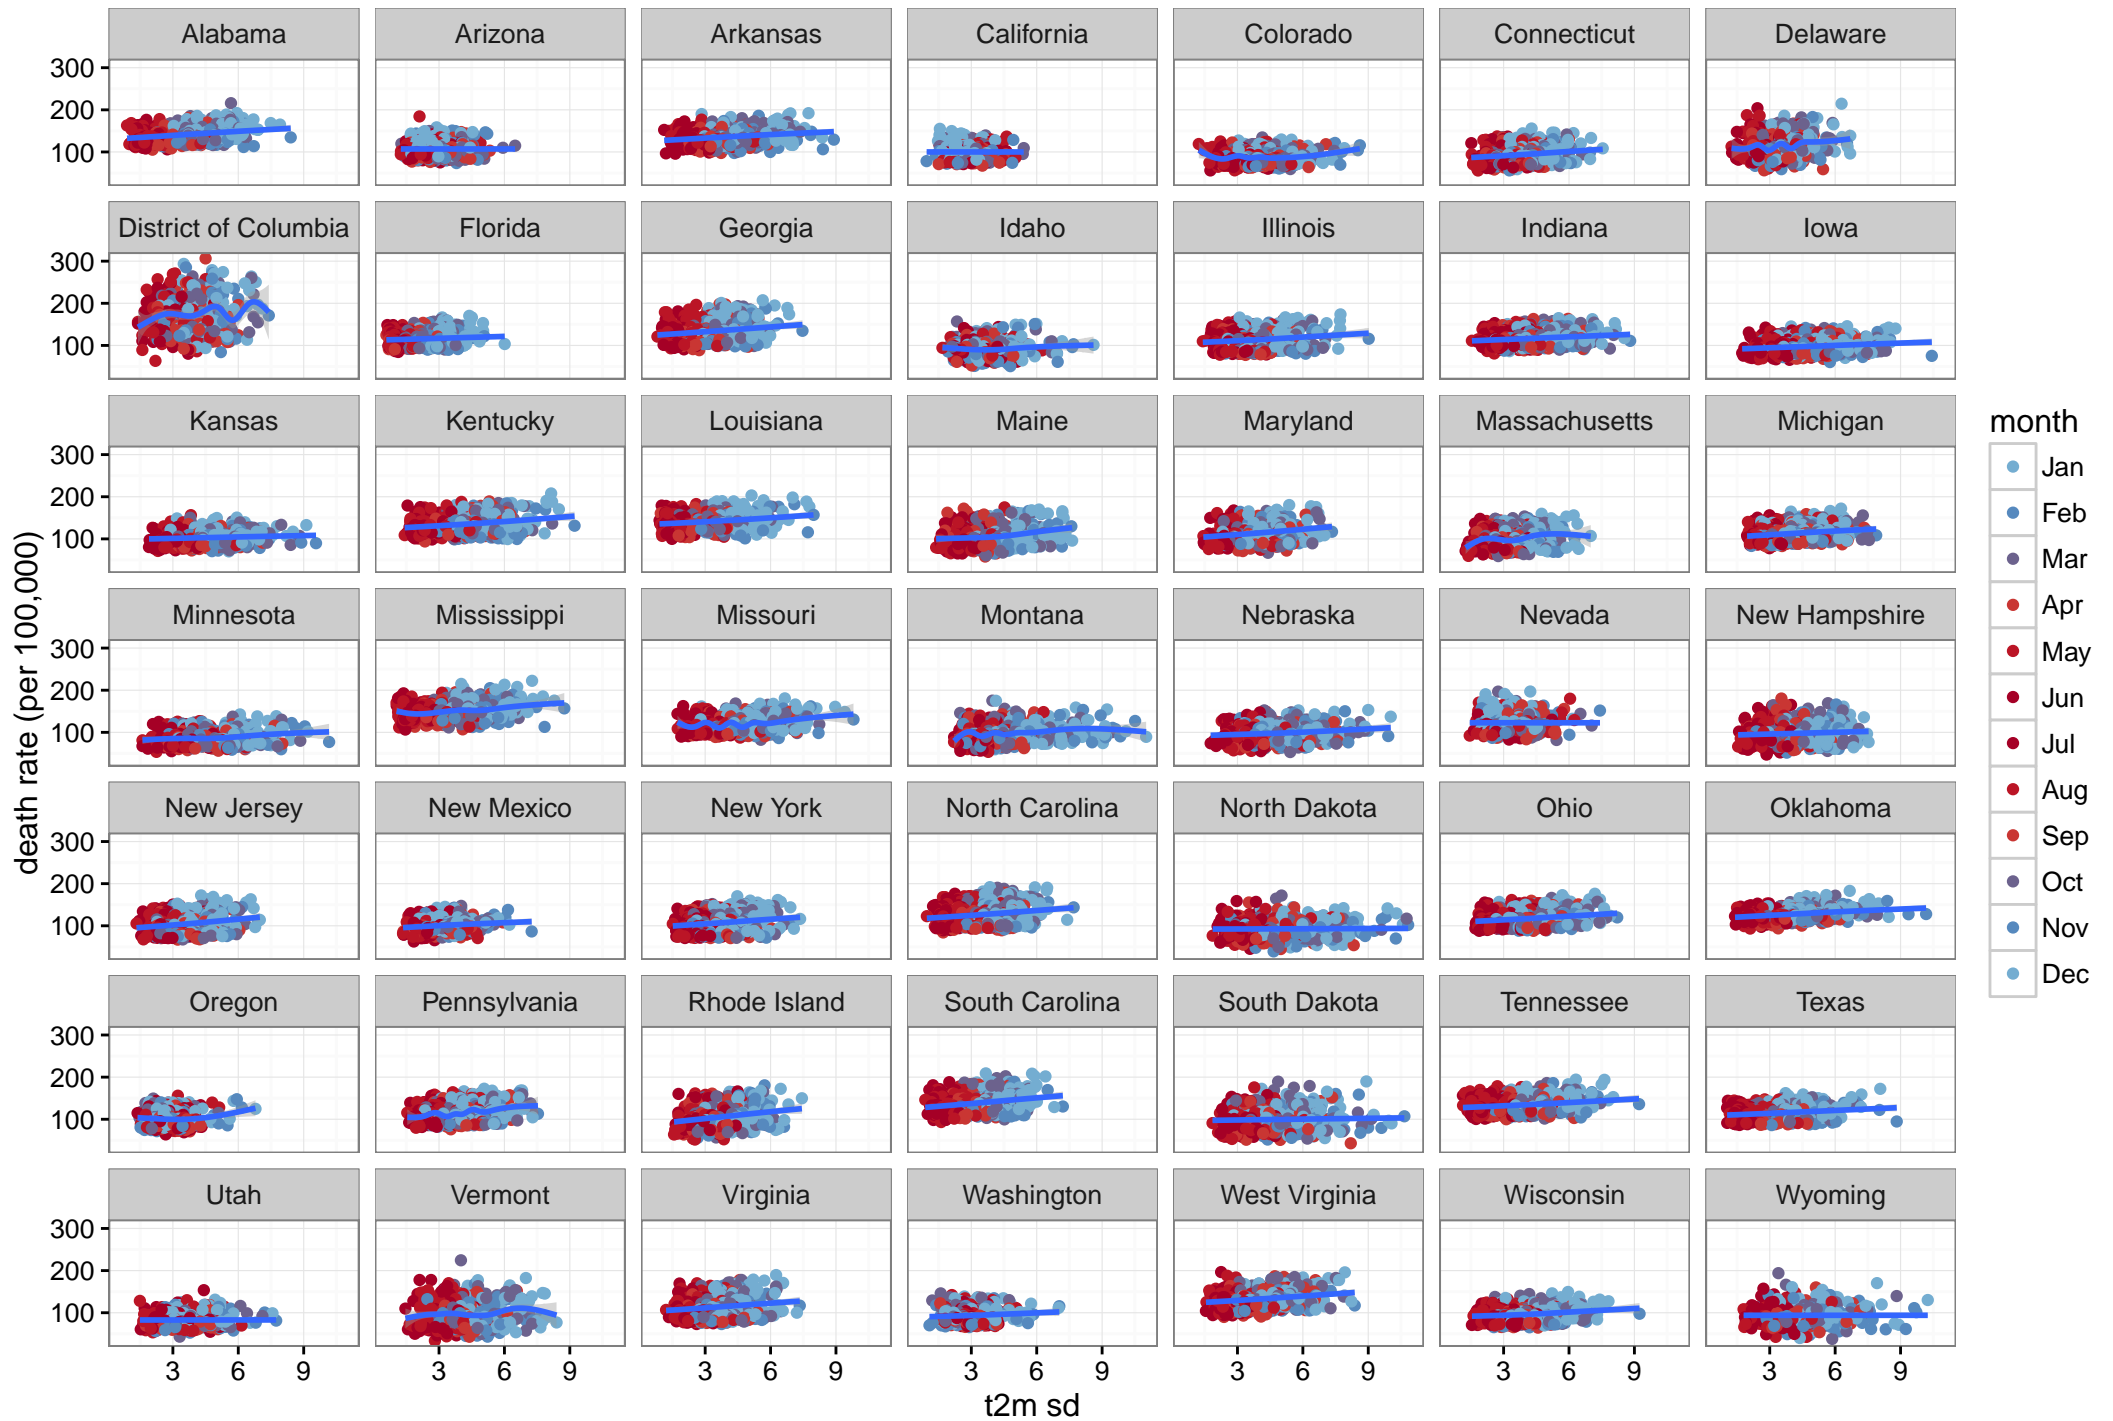 Alabama Arizona Arkansas California Colorado Connecticut Delaware
300
200
100
District of Columbia Florida Georgia Idaho Illinois Indiana Iowa
300
200
100
Kansas Kentucky Louisiana Maine Maryland Massachusetts Michigan
300
200
100
Minnesota Mississippi Missouri Montana Nebraska Nevada New Hampshire
300
200
100
New Jersey New Mexico New York North Carolina North Dakota Ohio Oklahoma
300
200
100
Oregon Pennsylvania Rhode Island South Carolina South Dakota Tennessee Texas
300
200
100
Utah Vermont Virginia Washington West Virginia Wisconsin Wyoming
300
200
100
3 6 9 3 6 9 3 6 9 3 6 9 3 6 9 3 6 9 3 6 9
t2m sd
death rate (per 100,000)
month
Jan
Feb
Mar
Apr
May
Jun
Jul
Aug
Sep
Oct
Nov
Dec